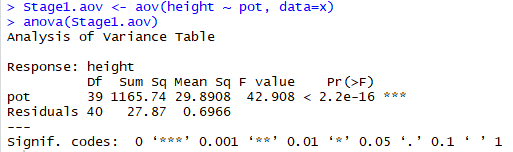 > Stage1.aov <- aov(height ~ pot, data=x)
> anova(Stage1.aov)
Analysis of Variance Table
Response: height
          Df  Sum Sq Mean Sq F value    Pr(>F)
pot       39 1165.74 29.8908  42.908 < 2.2e-16 ***
Residuals 40   27.87  0.6966
---
Signif. codes:  0 ‘***’ 0.001 ‘**’ 0.01 ‘*’ 0.05 ‘.’ 0.1 ‘ ’ 1